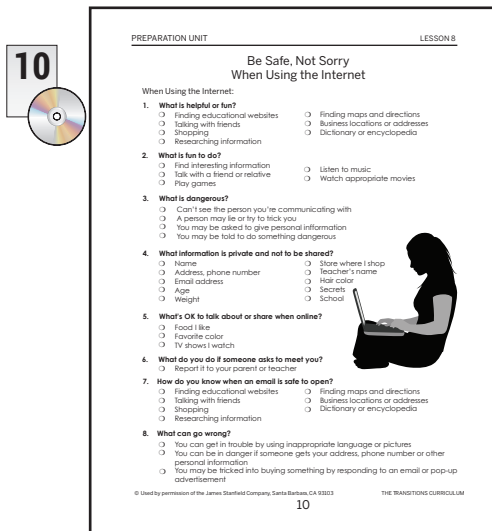 10
PREPARATION UNIT LESSON 8
Be Safe, Not Sorry
When Using the Internet
When Using the Internet:
1. What is helpful or fun?
❍ Finding educational websites
❍ Talking with friends
❍ Shopping
❍ Researching information
❍ Finding maps and directions
❍ Business locations or addresses
❍ Dictionary or encyclopedia
2. What is fun to do?
❍ Find interesting information
❍ Talk with a friend or relative
❍ Play games
❍ Listen to music
❍ Watch appropriate movies
3. What is dangerous?
❍ Can't see the person you're communicating with
❍ A person may lie or try to trick you
❍ You may be asked to give personal information
❍ You may be told to do something dangerous
4. What information is private and not to be shared?
❍ Name
❍ Address, phone number
❍ Email address
❍ Age
❍ Weight
❍ Store where I shop
❍ Teacher's name
❍ Hair color
❍ Secrets
❍ School
5. What's OK to talk about or share when online?
❍ Food I like
❍ Favorite color
❍ TV shows I watch
6. What do you do if someone asks to meet you?
❍ Report it to your parent or teacher
7. How do you know when an email is safe to open?
❍ Finding educational websites
❍ Talking with friends
❍ Shopping
❍ Researching information
❍ Finding maps and directions
❍ Business locations or addresses
❍ Dictionary or encyclopedia
8. What can go wrong?
❍ You can get in trouble by using inappropriate language or pictures
❍ You can be in danger if someone gets your address, phone number or other
personal information
❍ You may be tricked into buying something by responding to an email or pop-up
advertisement
© Used by permission of the James Stanfield Company, Santa Barbara, CA 93103 THE TRANSITIONS CURRICULUM
10